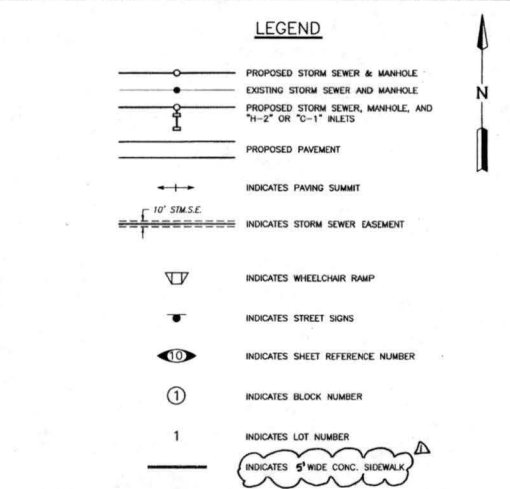 LEGEND
N
PROPOSED STORM SEWER & MANHOLE
EXISTING STORM SEWER AND MANHOLE
PROPOSED STORM SEWER, MANHOLE, AND
"H-2" OR "C-1" INLETS
PROPOSED PAVEMENT
INDICATES PAVING SUMMIT
10' STM.S.E.
INDICATES STORM SEWER EASEMENT
INDICATES WHEELCHAIR RAMP
INDICATES STREET SIGNS
10 INDICATES SHEET REFERENCE NUMBER
1 INDICATES BLOCK NUMBER
1 INDICATES LOT NUMBER
1
INDICATES 5' WIDE CONC. SIDEWALK